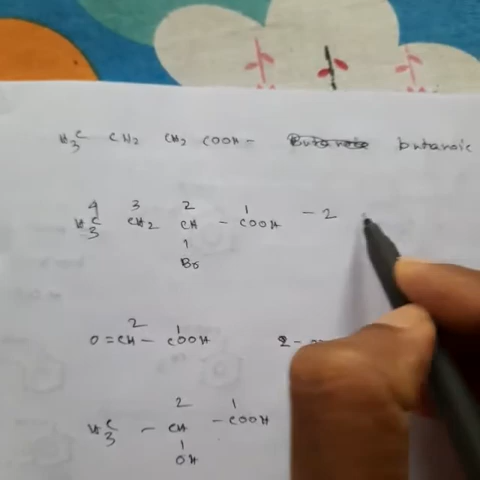 H3C CH2 CH2 COOH - butanoic
4 3 2 1
H3C CH2 CH - COOH - 2
1
Br
2 1
O=CH - COOH 2-
2 1
H3C - CH - COOH
1
OH